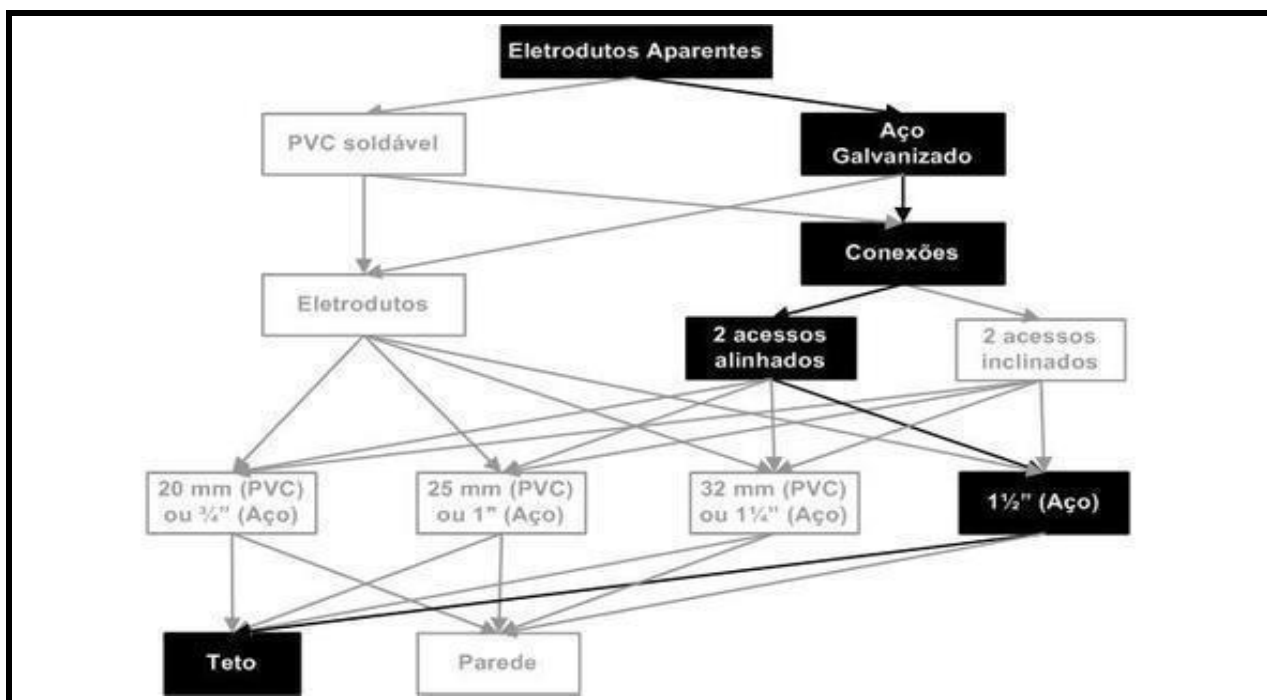 Eletrodutos Aparentes
PVC soldável
Aço
Galvanizado
Conexões
Eletrodutos
2 acessos
alinhados
2 acessos
inclinados
20 mm (PVC)
ou ¾” (Aço)
25 mm (PVC)
ou 1" (Aço)
32 mm (PVC)
ou 1¼” (Aço)
1½” (Aço)
Teto
Parede